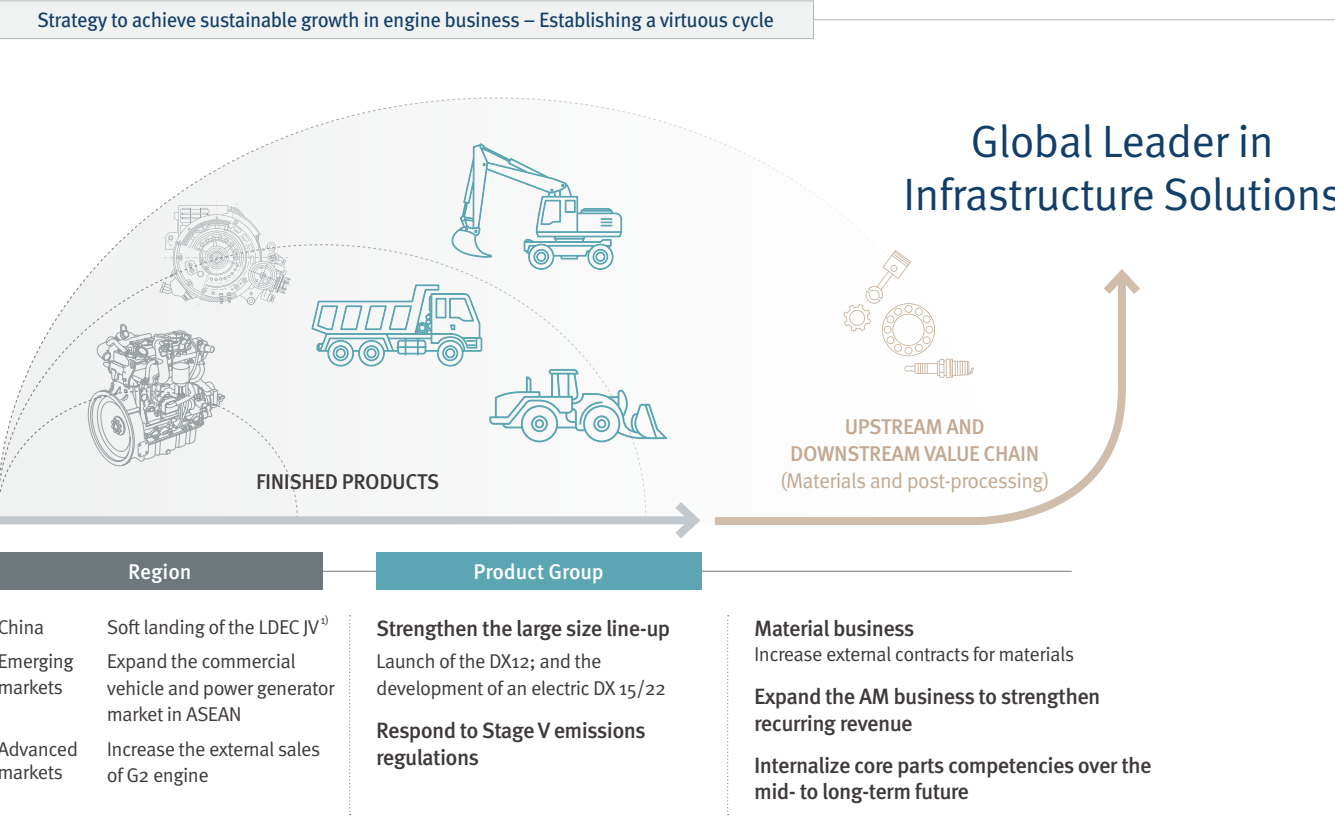 Strategy to achieve sustainable growth in engine business – Establishing a virtuous cycle
Global Leader in
Infrastructure Solutions
UPSTREAM AND
DOWNSTREAM VALUE CHAIN
(Materials and post-processing)
FINISHED PRODUCTS
Region
China
Soft landing of the LDEC JV 1)
Emerging
markets
Expand the commercial
vehicle and power generator
market in ASEAN
Advanced
markets
Increase the external sales
of G2 engine
Product Group
Strengthen the large size line-up
Launch of the DX12; and the
development of an electric DX 15/22
Respond to Stage V emissions
regulations
Material business
Increase external contracts for materials
Expand the AM business to strengthen
recurring revenue
Internalize core parts competencies over the
mid- to long-term future